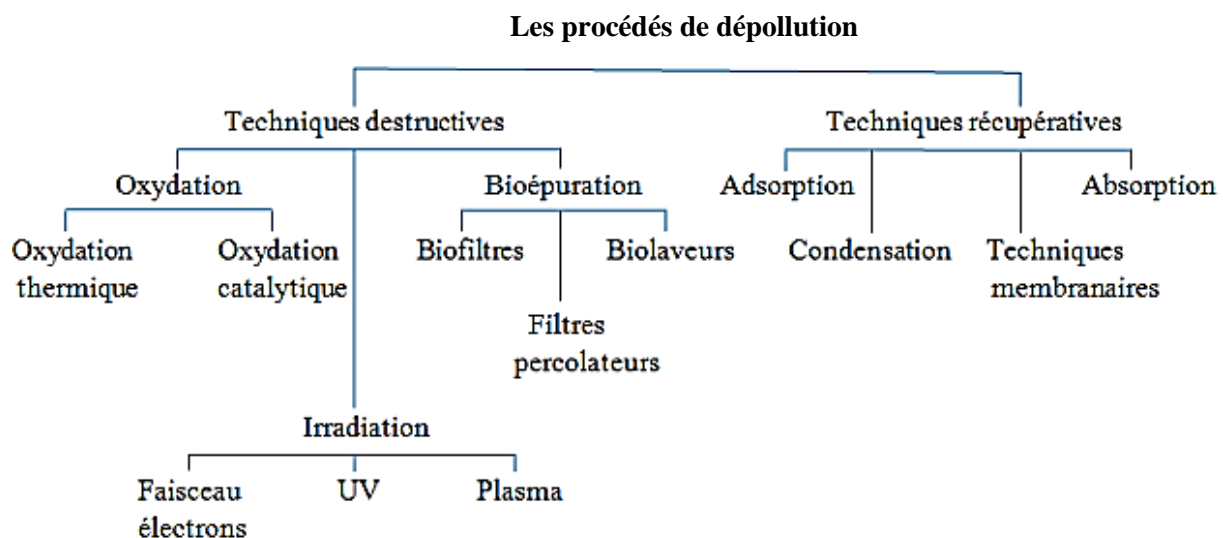 Les procédés de dépollution
Techniques destructives
Techniques récupératives
Oxydation
Bioépuration
Adsorption
Absorption
Oxydation
thermique
Oxydation
catalytique
Biofiltres
Biolaveurs
Condensation
Techniques
membranaires
Filtres
percolateurs
Irradiation
Faisceau
électrons
UV
Plasma